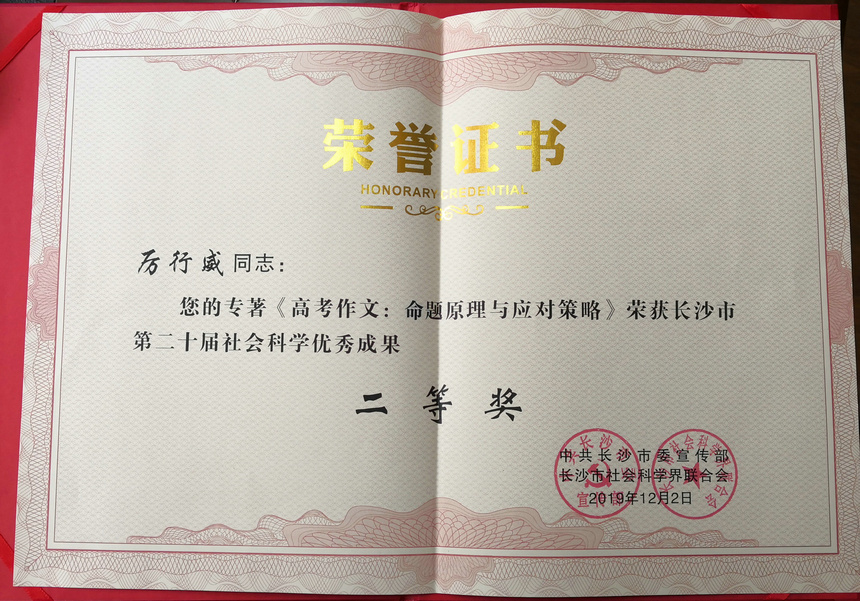 荣誉证书
HONORARY CREDENTIAL
厉行威同志：
您的专著《高考作文：命题原理与应对策略》荣获长沙市
第二十届社会科学优秀成果
二等奖
中共长沙市委宣传部
长沙市社会科学界联合会
2019年12月2日